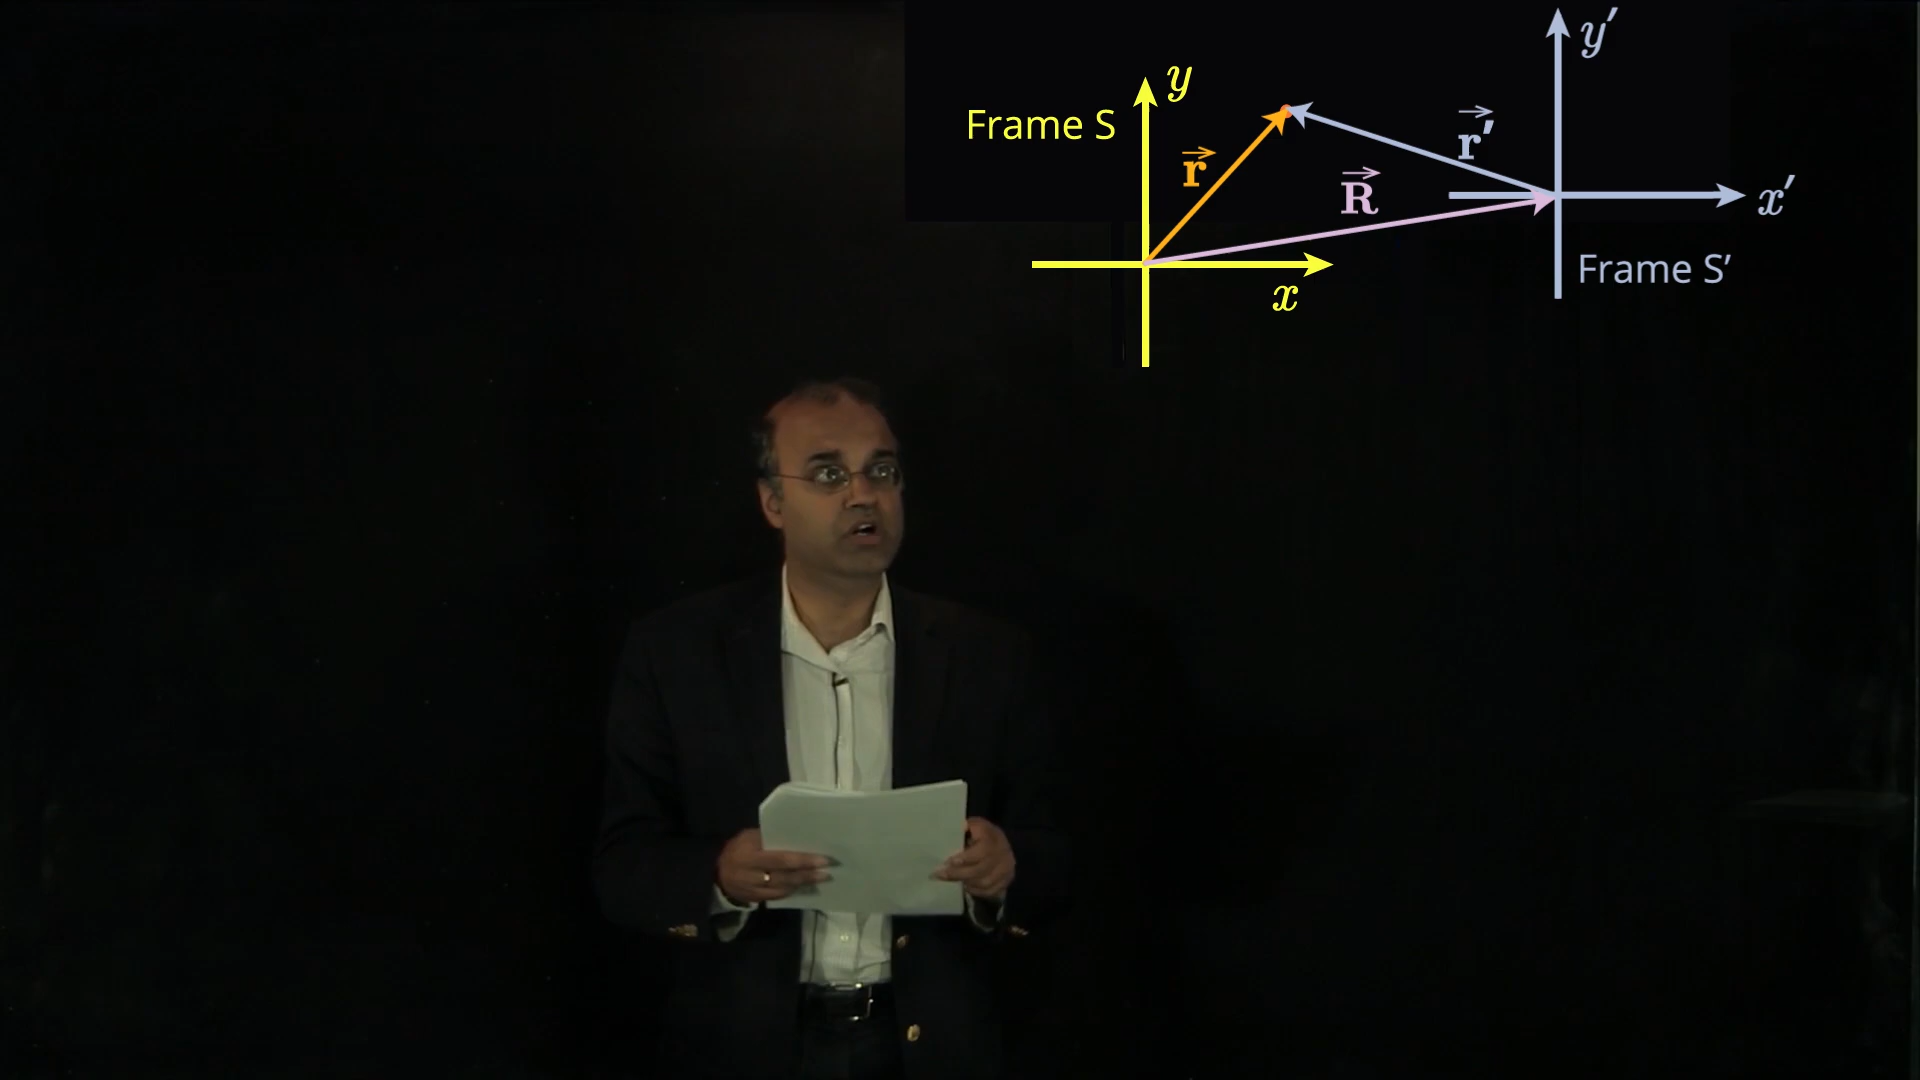 y′
y
Frame S
r⃗′
r⃗
R⃗
x′
Frame S’
x